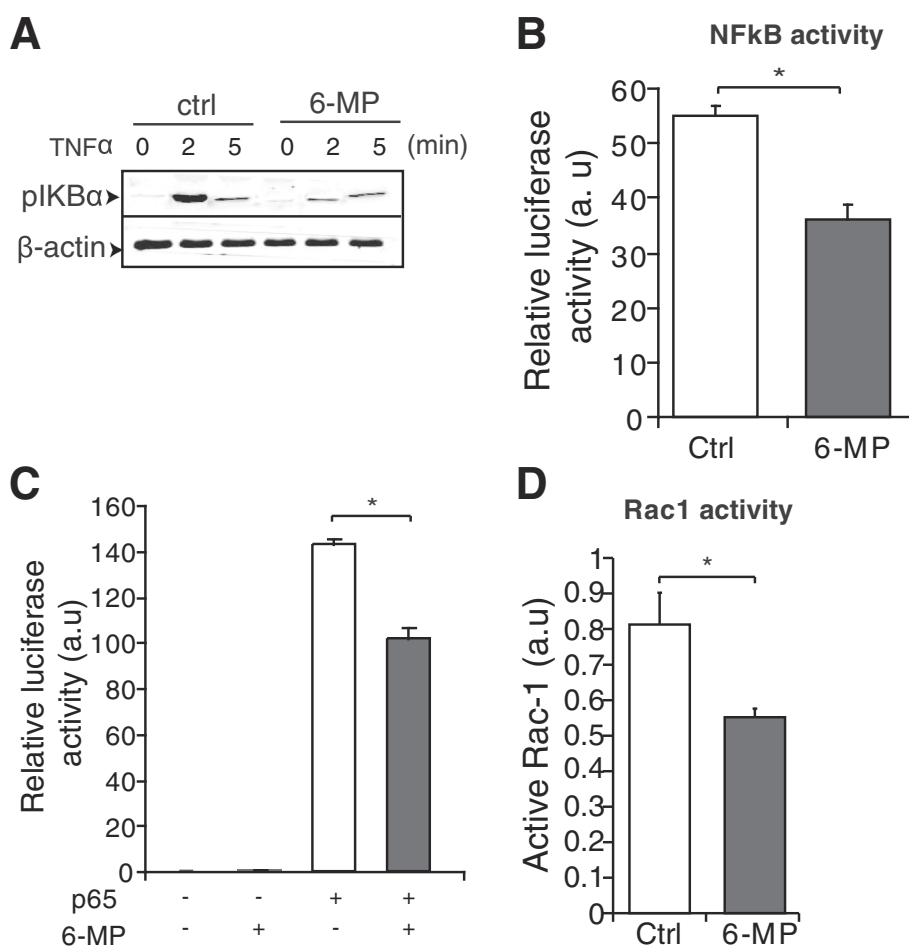 A
ctrl 6-MP
TNFα 0 2 5 0 2 5 (min)
pIKBα
β-actin
B
NFkB activity
*
Relative luciferase
activity (a. u)
60
50
40
30
20
10
0
Ctrl 6-MP
C
*
Relative luciferase
activity (a.u)
160
140
120
100
80
60
40
20
0
p65 - - + +
6-MP - + - +
D
Rac1 activity
*
Active Rac-1 (a.u)
1
0.9
0.8
0.7
0.6
0.5
0.4
0.3
0.2
0.1
0
Ctrl 6-MP